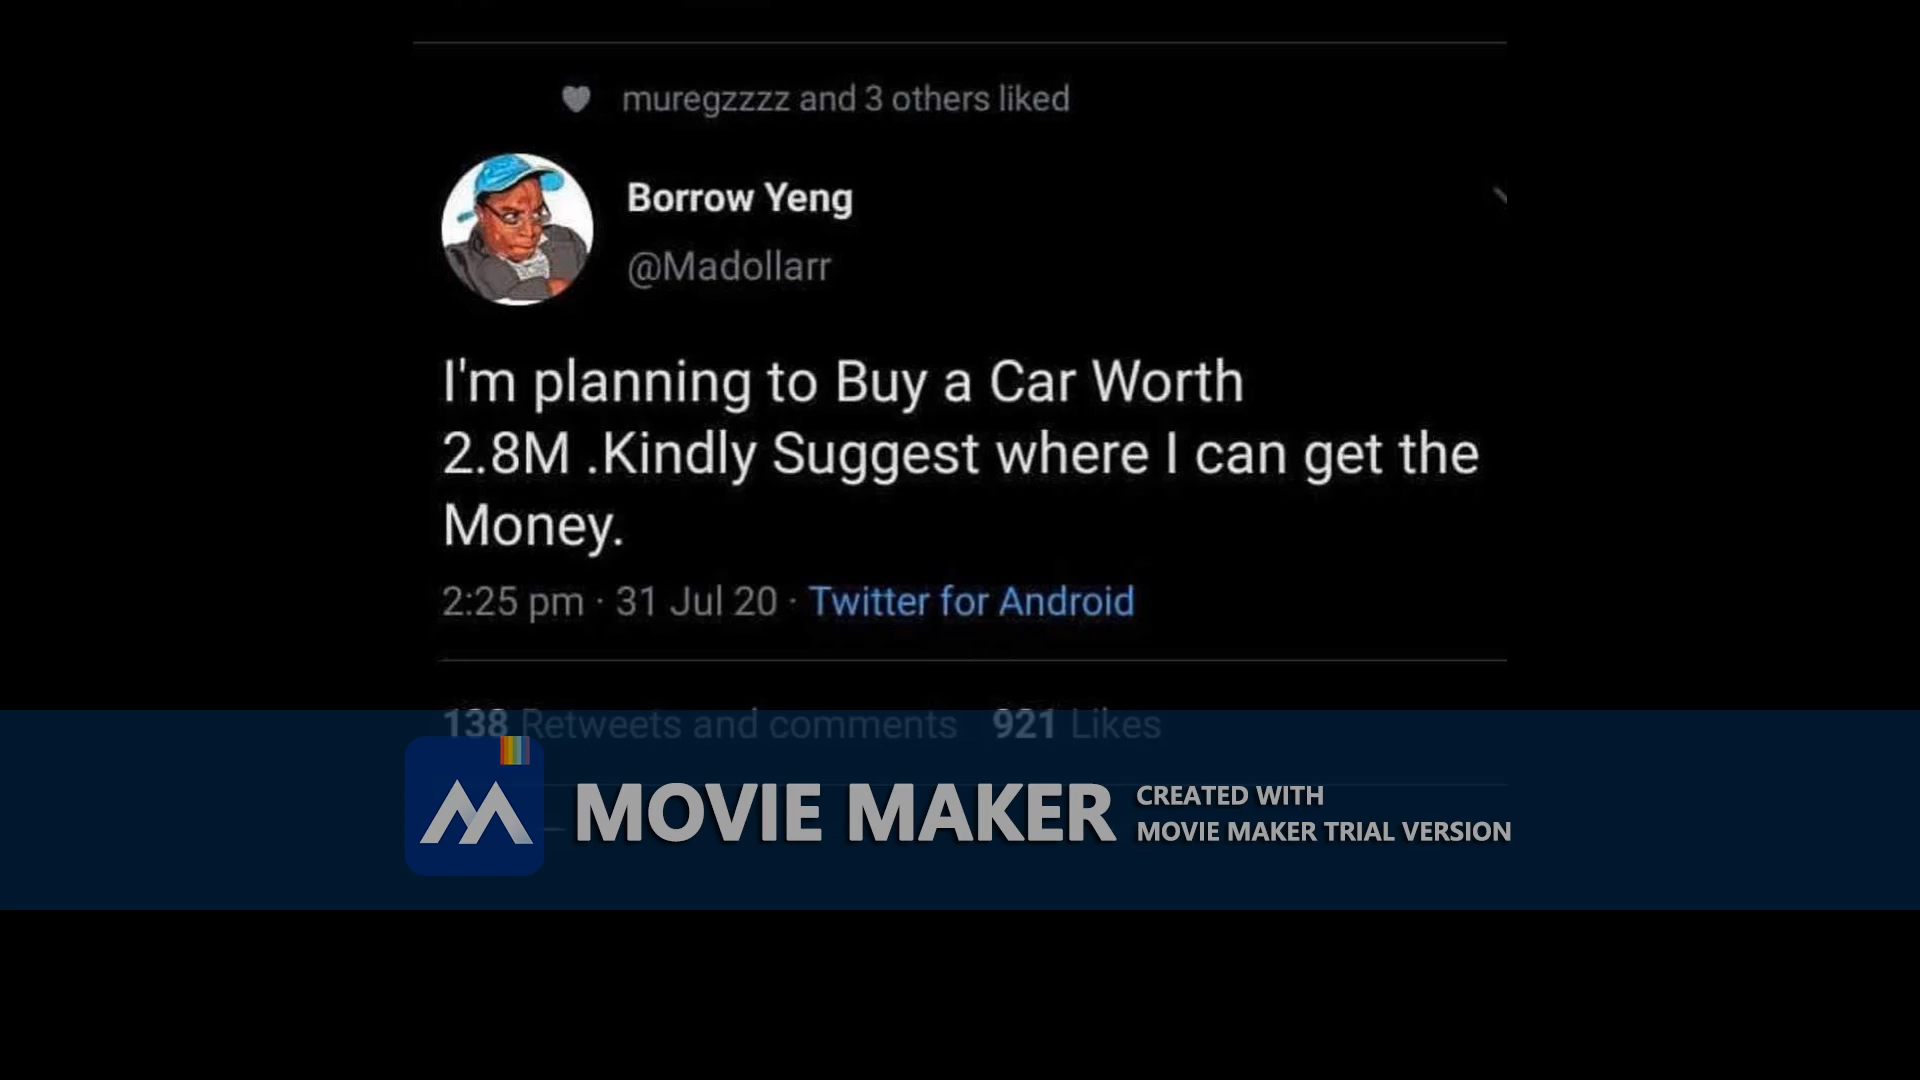 muregzzzz and 3 others liked
Borrow Yeng
@Madollarr
I'm planning to Buy a Car Worth
2.8M .Kindly Suggest where I can get the
Money.
2:25 pm · 31 Jul 20 · Twitter for Android
138 Retweets and comments 921 Likes
MOVIE MAKER
CREATED WITH
MOVIE MAKER TRIAL VERSION